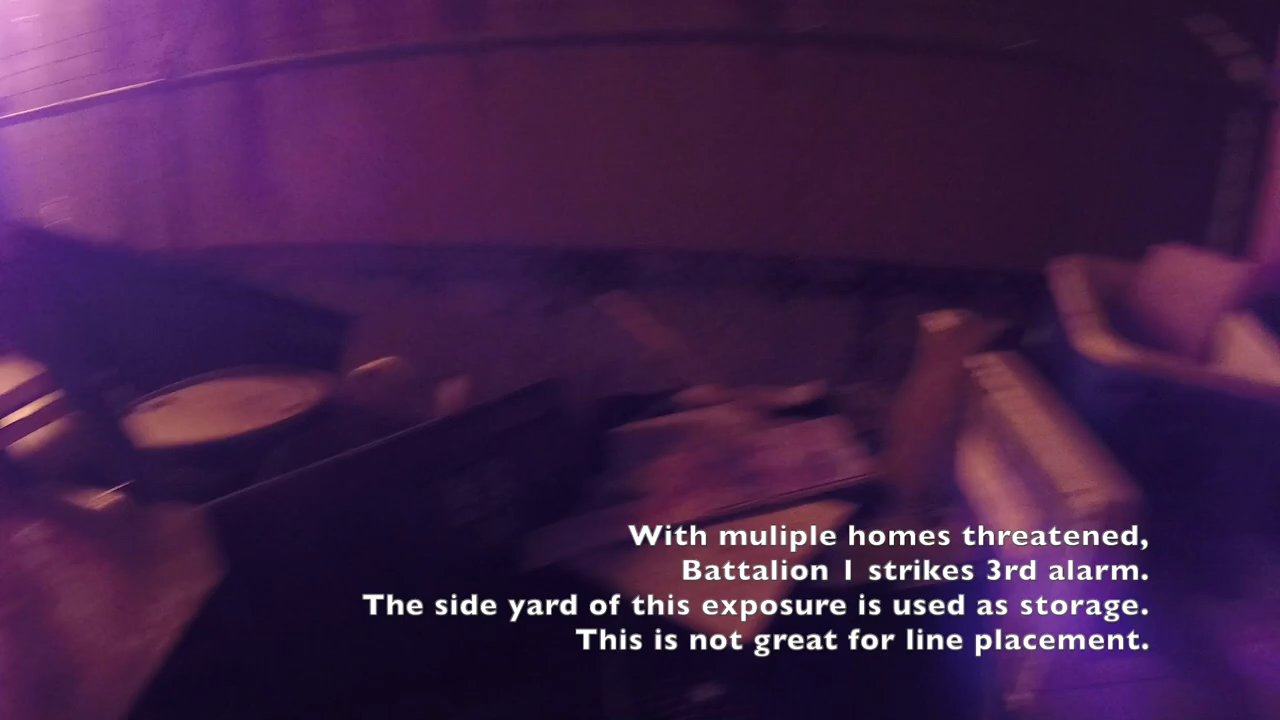 With muliple homes threatened,
Battalion 1 strikes 3rd alarm.
The side yard of this exposure is used as storage.
This is not great for line placement.